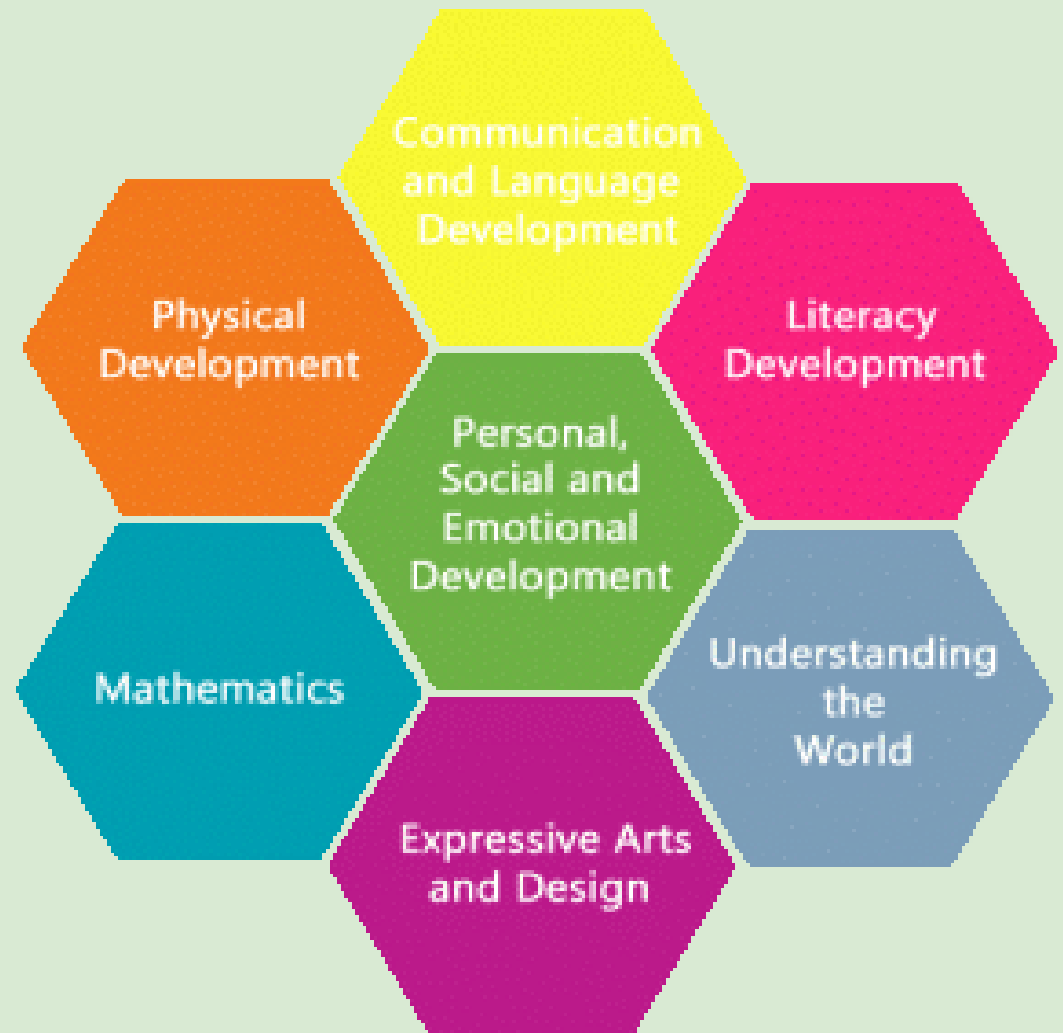 Communication
and Language
Development
Physical
Development
Literacy
Development
Personal,
Social and
Emotional
Development
Mathematics
Understanding
the
World
Expressive Arts
and Design